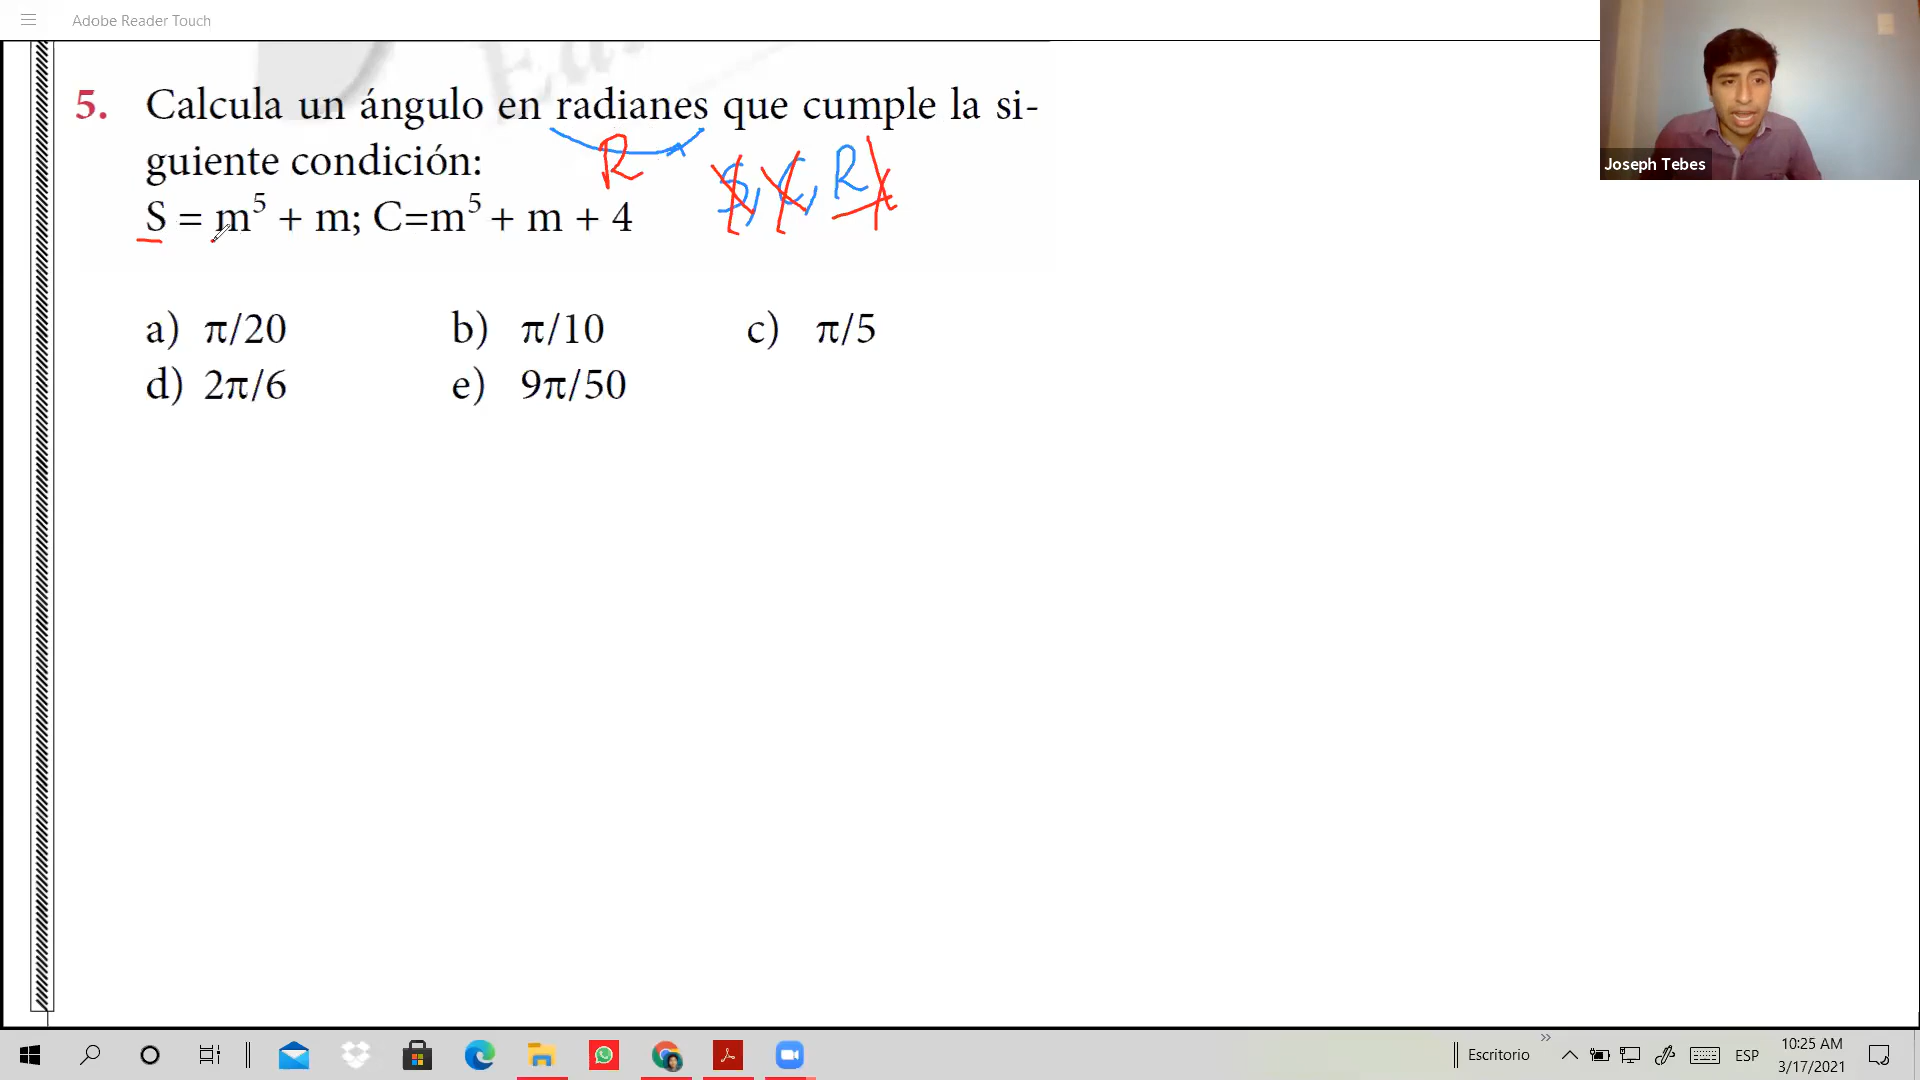 Adobe Reader Touch
5. Calcula un ángulo en radianes que cumple la si-
guiente condición:
R
S, C, R
S = m⁵ + m; C=m⁵ + m + 4
a) π/20 b) π/10 c) π/5
d) 2π/6 e) 9π/50
Joseph Tebes
Escritorio
ESP
10:25 AM
3/17/2021